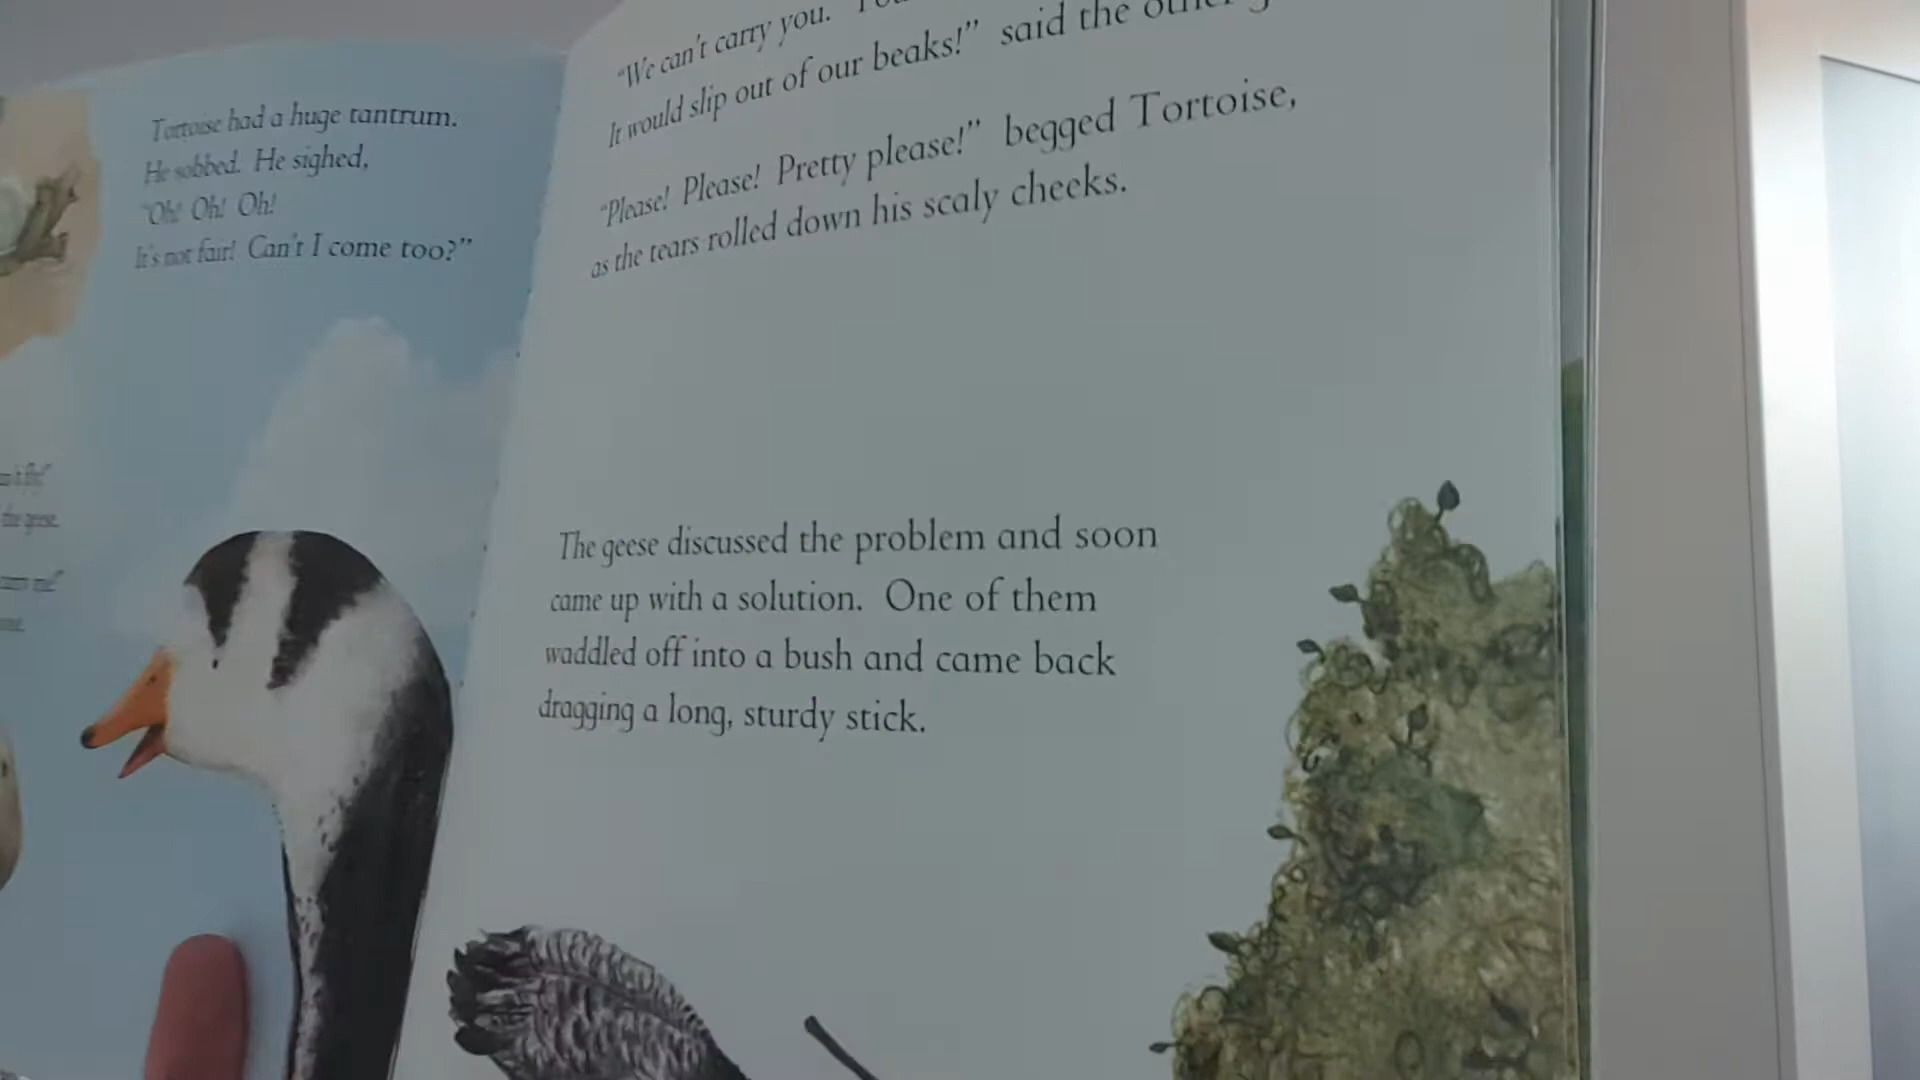 Tortoise had a huge tantrum.
He sobbed. He sighed,
"Oh! Oh! Oh!
It's not fair! Can't I come too?"
the geese.
"We can't carry you.
It would slip out of our beaks!" said the other
"Please! Please! Pretty please!" begged Tortoise,
as the tears rolled down his scaly cheeks.
The geese discussed the problem and soon
came up with a solution. One of them
waddled off into a bush and came back
dragging a long, sturdy stick.